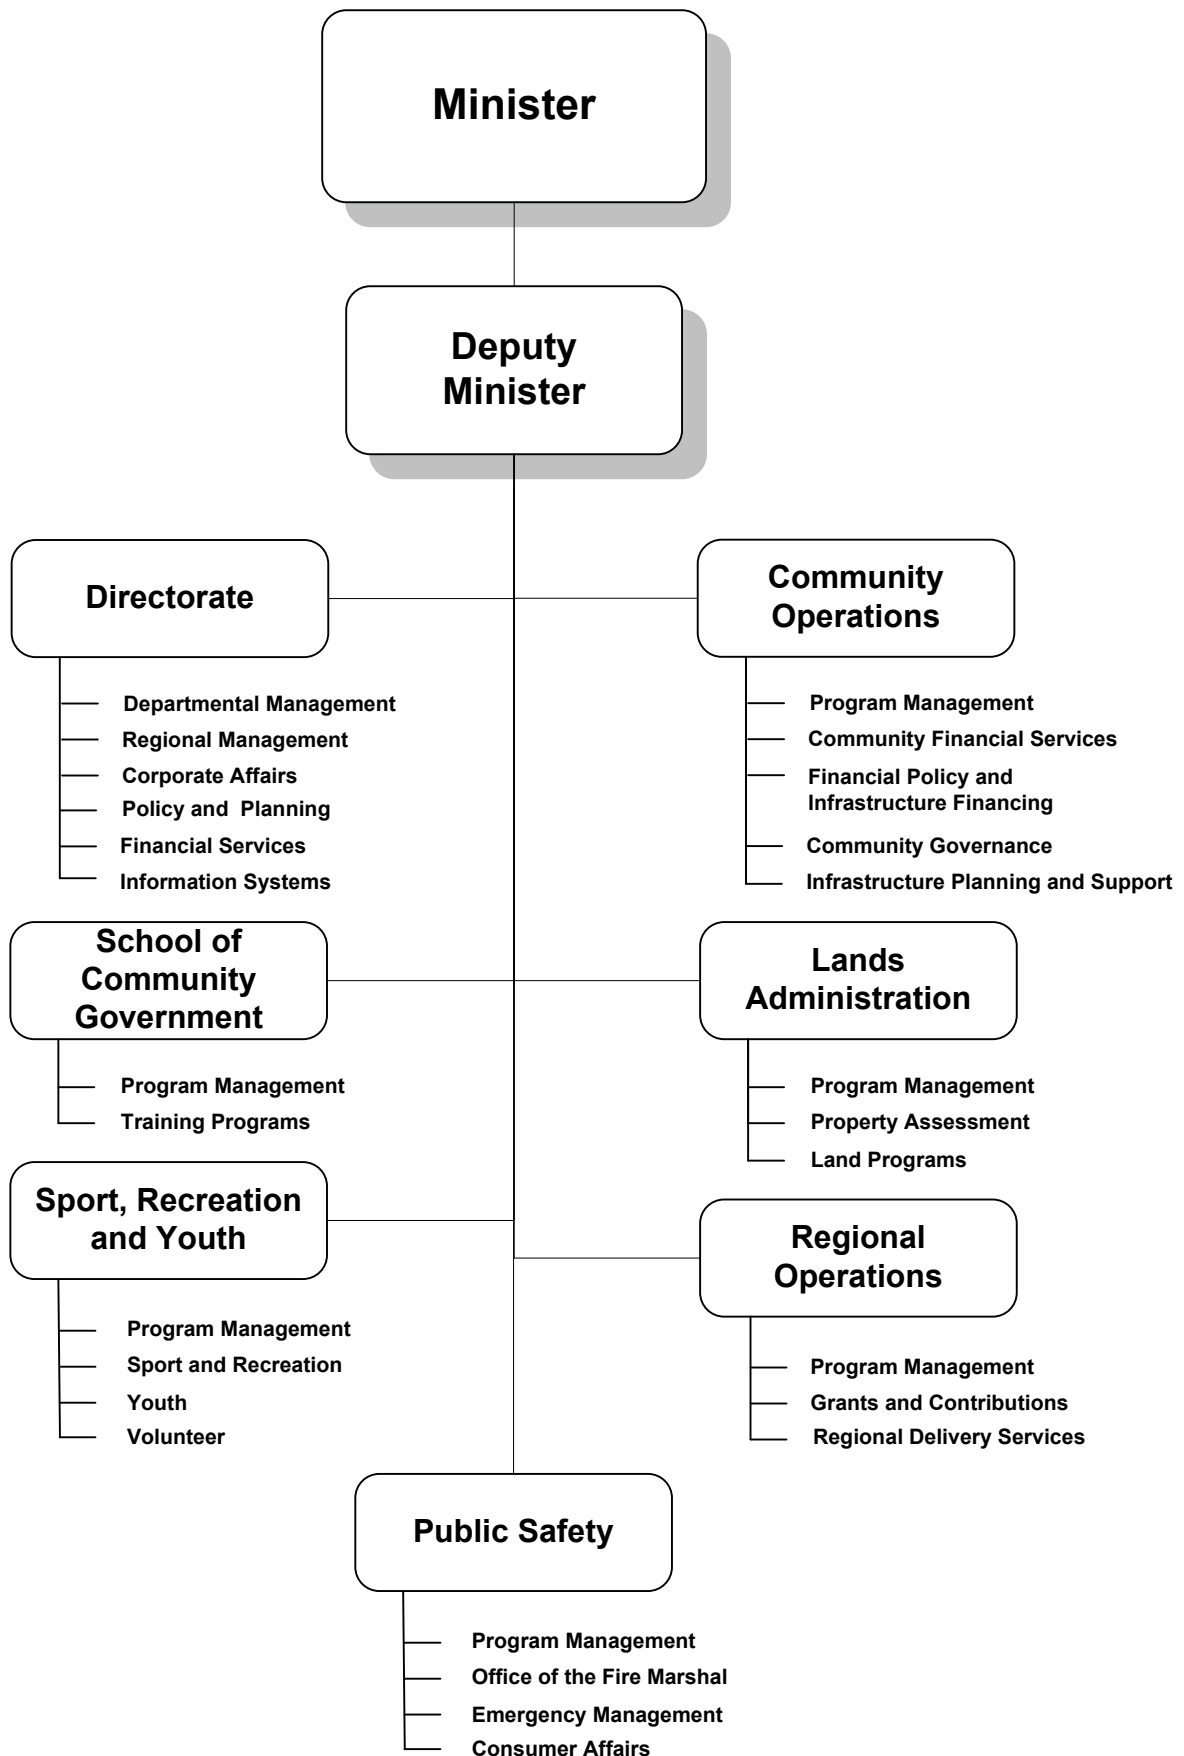 Minister
Deputy
Minister
Directorate
Departmental Management
Regional Management
Corporate Affairs
Policy and  Planning
Financial Services
Information Systems
Community
Operations
Program Management
Community Financial Services
Financial Policy and
Infrastructure Financing
Community Governance
Infrastructure Planning and Support
School of
Community
Government
Program Management
Training Programs
Lands
Administration
Program Management
Property Assessment
Land Programs
Sport, Recreation
and Youth
Program Management
Sport and Recreation
Youth
Volunteer
Regional
Operations
Program Management
Grants and Contributions
Regional Delivery Services
Public Safety
Program Management
Office of the Fire Marshal
Emergency Management
Consumer Affairs